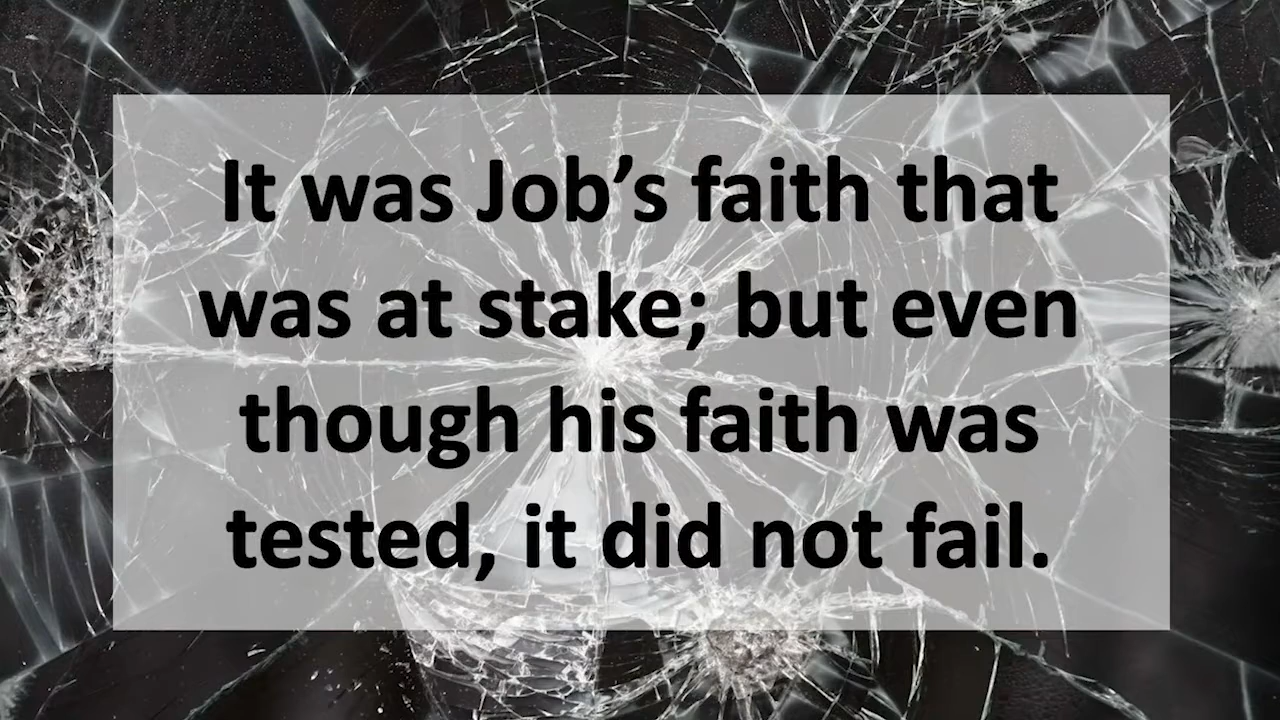 It was Job’s faith that
was at stake; but even
though his faith was
tested, it did not fail.